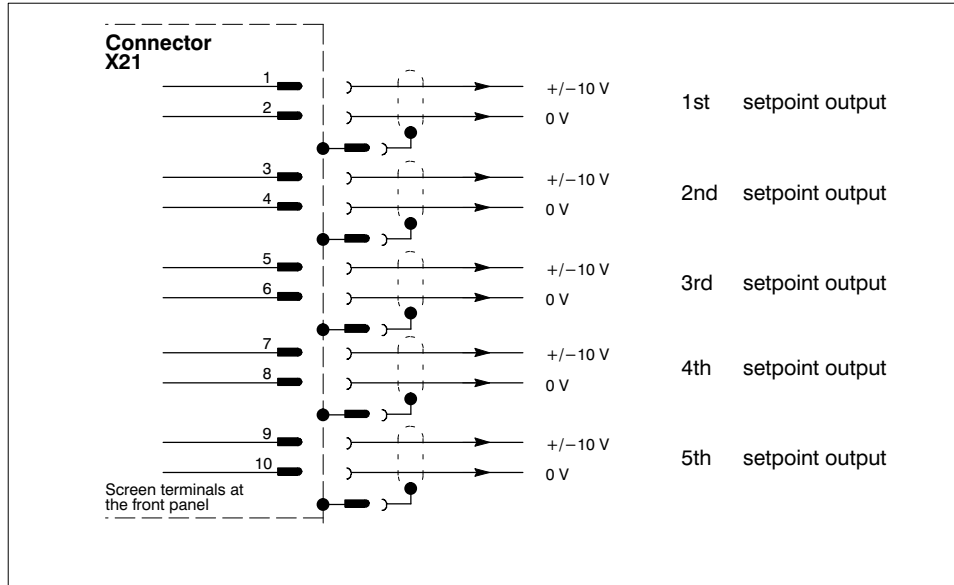 Connector
X21
1 +/−10 V
2 0 V
1st setpoint output
3 +/−10 V
4 0 V
2nd setpoint output
5 +/−10 V
6 0 V
3rd setpoint output
7 +/−10 V
8 0 V
4th setpoint output
9 +/−10 V
10 0 V
5th setpoint output
Screen terminals at
the front panel